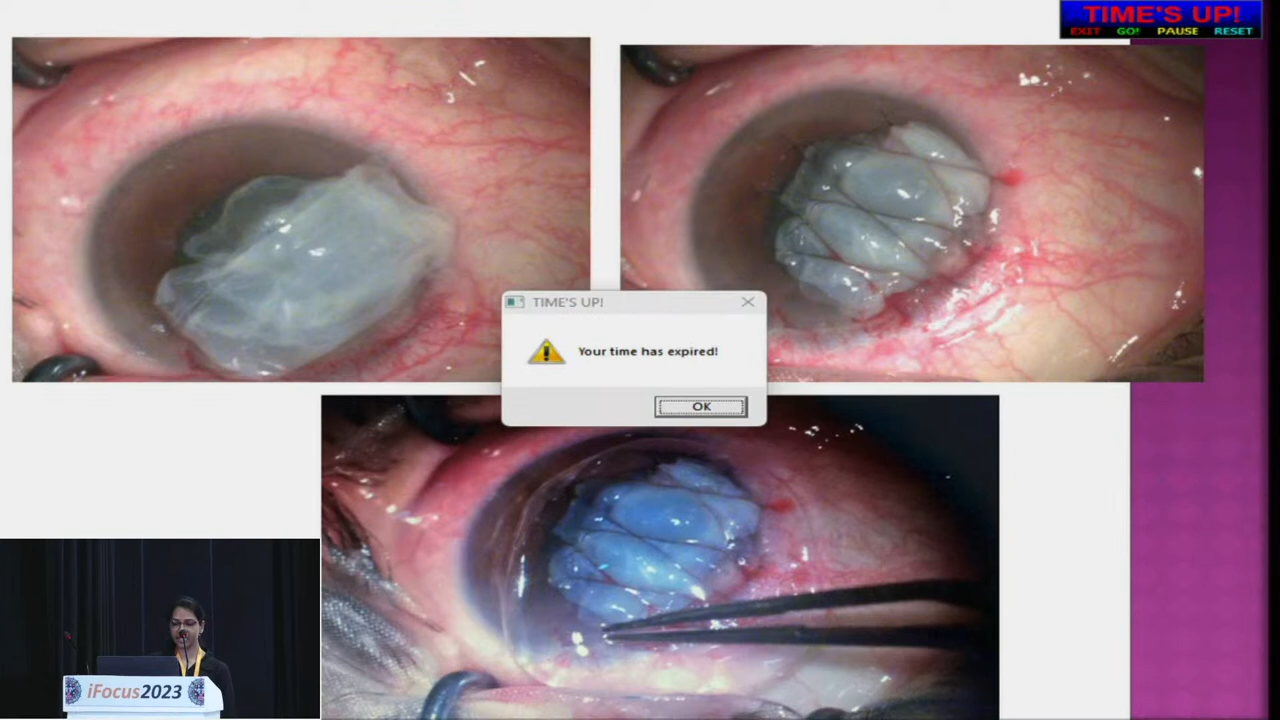 TIME'S UP!
EXIT GO! PAUSE RESET
TIME'S UP!
Your time has expired!
OK
iFocus2023